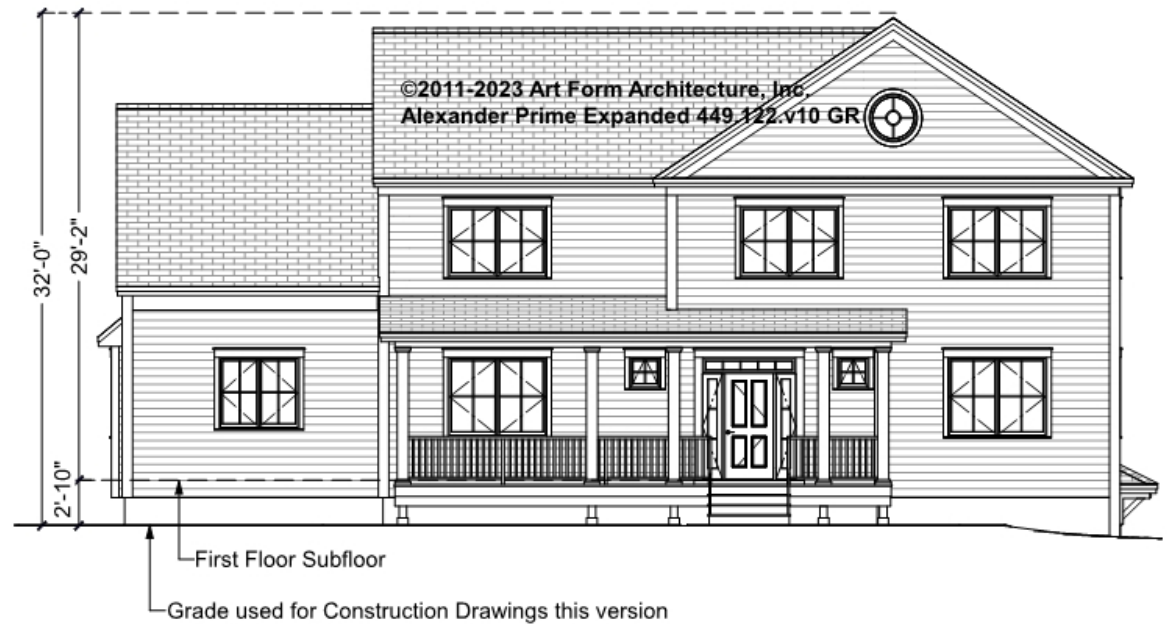 ©2011-2023 Art Form Architecture, Inc.
Alexander Prime Expanded 449.122.v10 GR
32'-0"
29'-2"
2'-10"
First Floor Subfloor
Grade used for Construction Drawings this version